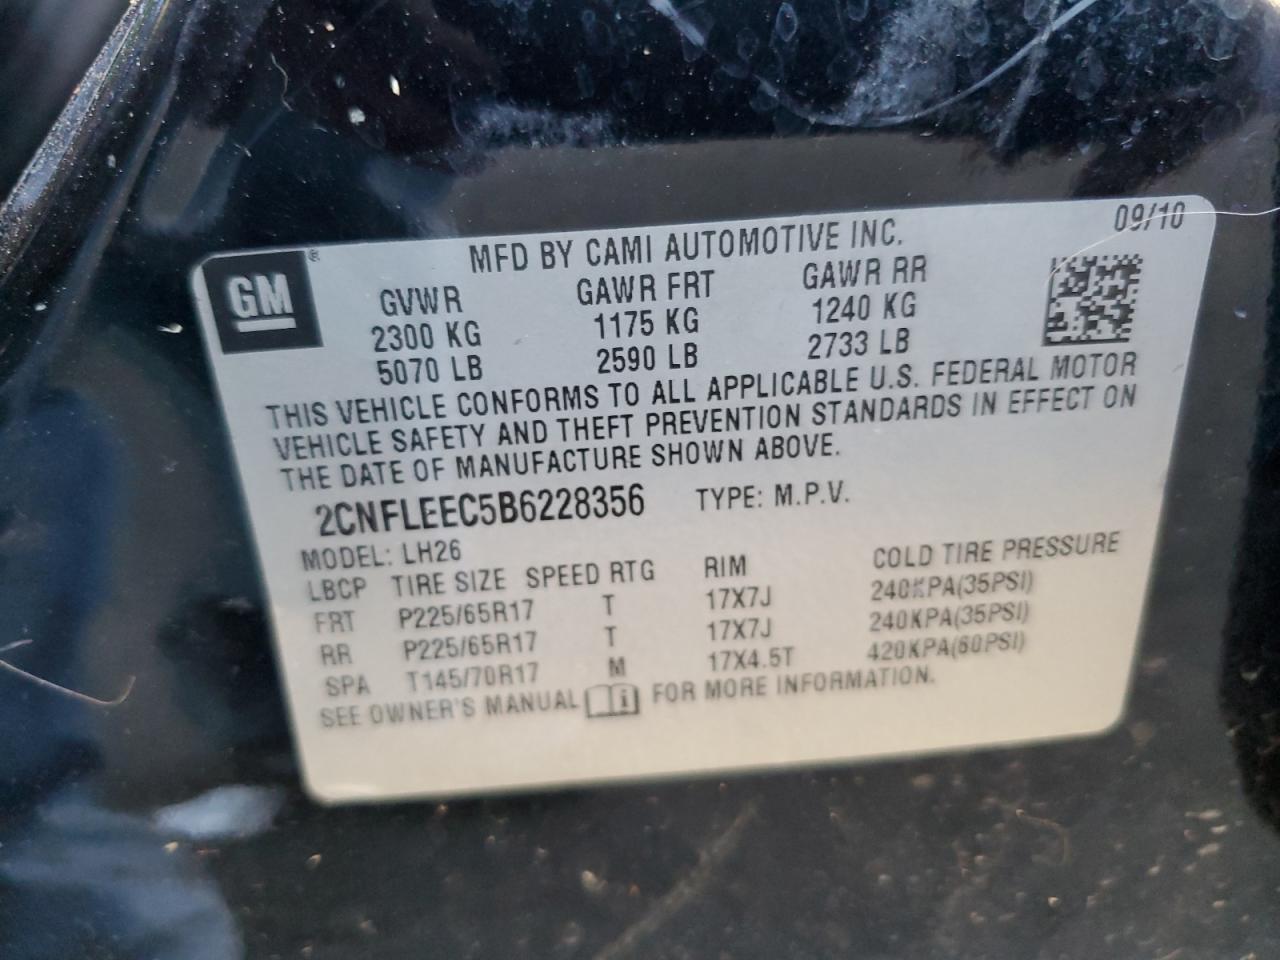 09/10
MFD BY CAMI AUTOMOTIVE INC.
GM®
GVWR GAWR FRT GAWR RR
2300 KG 1175 KG 1240 KG
5070 LB 2590 LB 2733 LB
THIS VEHICLE CONFORMS TO ALL APPLICABLE U.S. FEDERAL MOTOR
VEHICLE SAFETY AND THEFT PREVENTION STANDARDS IN EFFECT ON
THE DATE OF MANUFACTURE SHOWN ABOVE.
2CNFLEEC5B6228356 TYPE: M.P.V.
MODEL: LH26
LBCP TIRE SIZE SPEED RTG RIM COLD TIRE PRESSURE
FRT P225/65R17 T 17X7J 240KPA(35PSI)
RR P225/65R17 T 17X7J 240KPA(35PSI)
SPA T145/70R17 M 17X4.5T 420KPA(60PSI)
SEE OWNER'S MANUAL i FOR MORE INFORMATION.